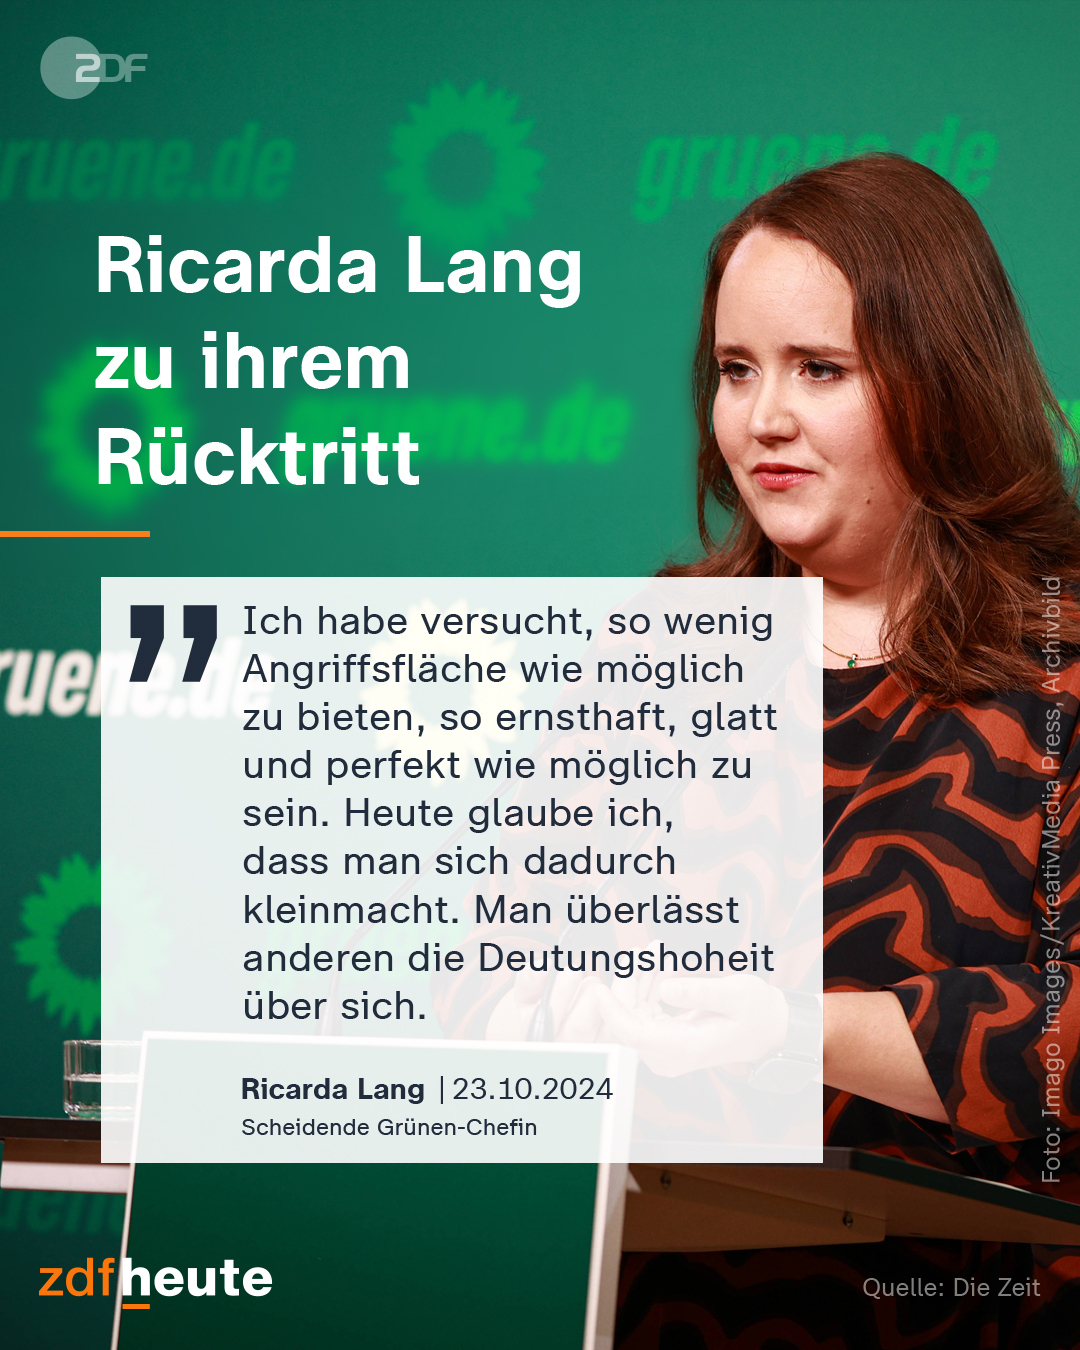 ZDF
gruene.de
gruene.de
Ricarda Lang
zu ihrem
Rücktritt
gruene.de
ruene.de
„Ich habe versucht, so wenig
Angriffsfläche wie möglich
zu bieten, so ernsthaft, glatt
und perfekt wie möglich zu
sein. Heute glaube ich,
dass man sich dadurch
kleinmacht. Man überlässt
anderen die Deutungshoheit
über sich.
Ricarda Lang | 23.10.2024
Scheidende Grünen-Chefin
Foto: Imago Images/KreativMedia Press, Archivbild
zdfheute
Quelle: Die Zeit